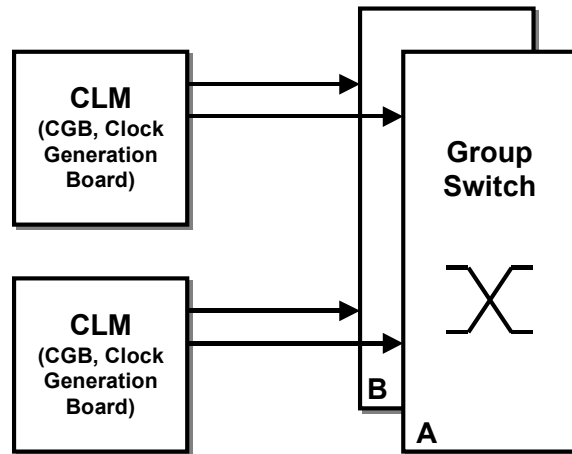 CLM
(CGB, Clock
Generation
Board)
Group
Switch
CLM
(CGB, Clock
Generation
Board)
B
A